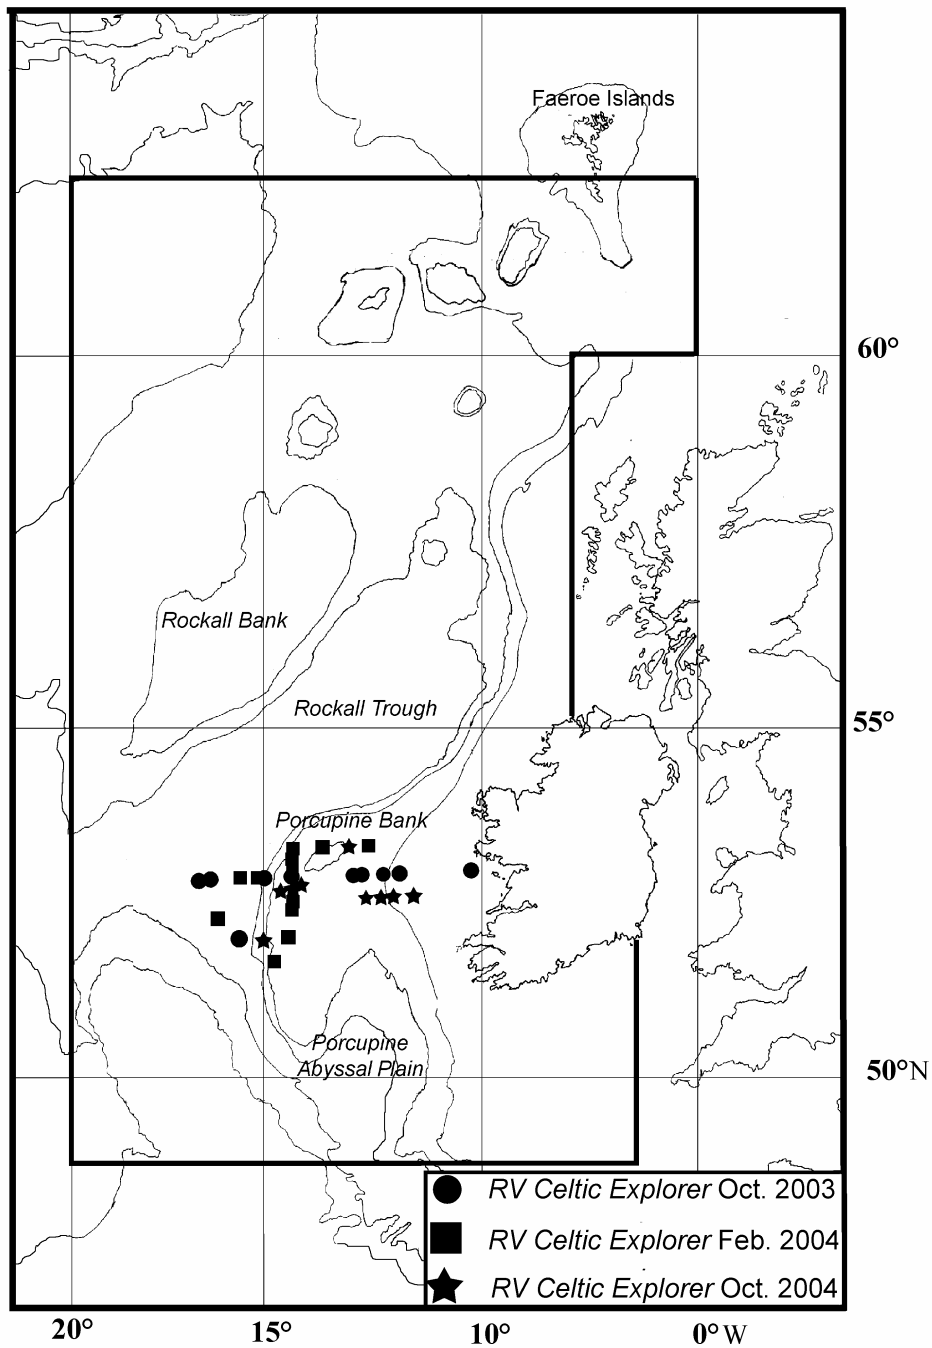 Faeroe Islands
60°
Rockall Bank
Rockall Trough
55°
Porcupine Bank
Porcupine
Abyssal Plain
50°N
RV Celtic Explorer Oct. 2003
RV Celtic Explorer Feb. 2004
RV Celtic Explorer Oct. 2004
20° 15° 10° 0° W